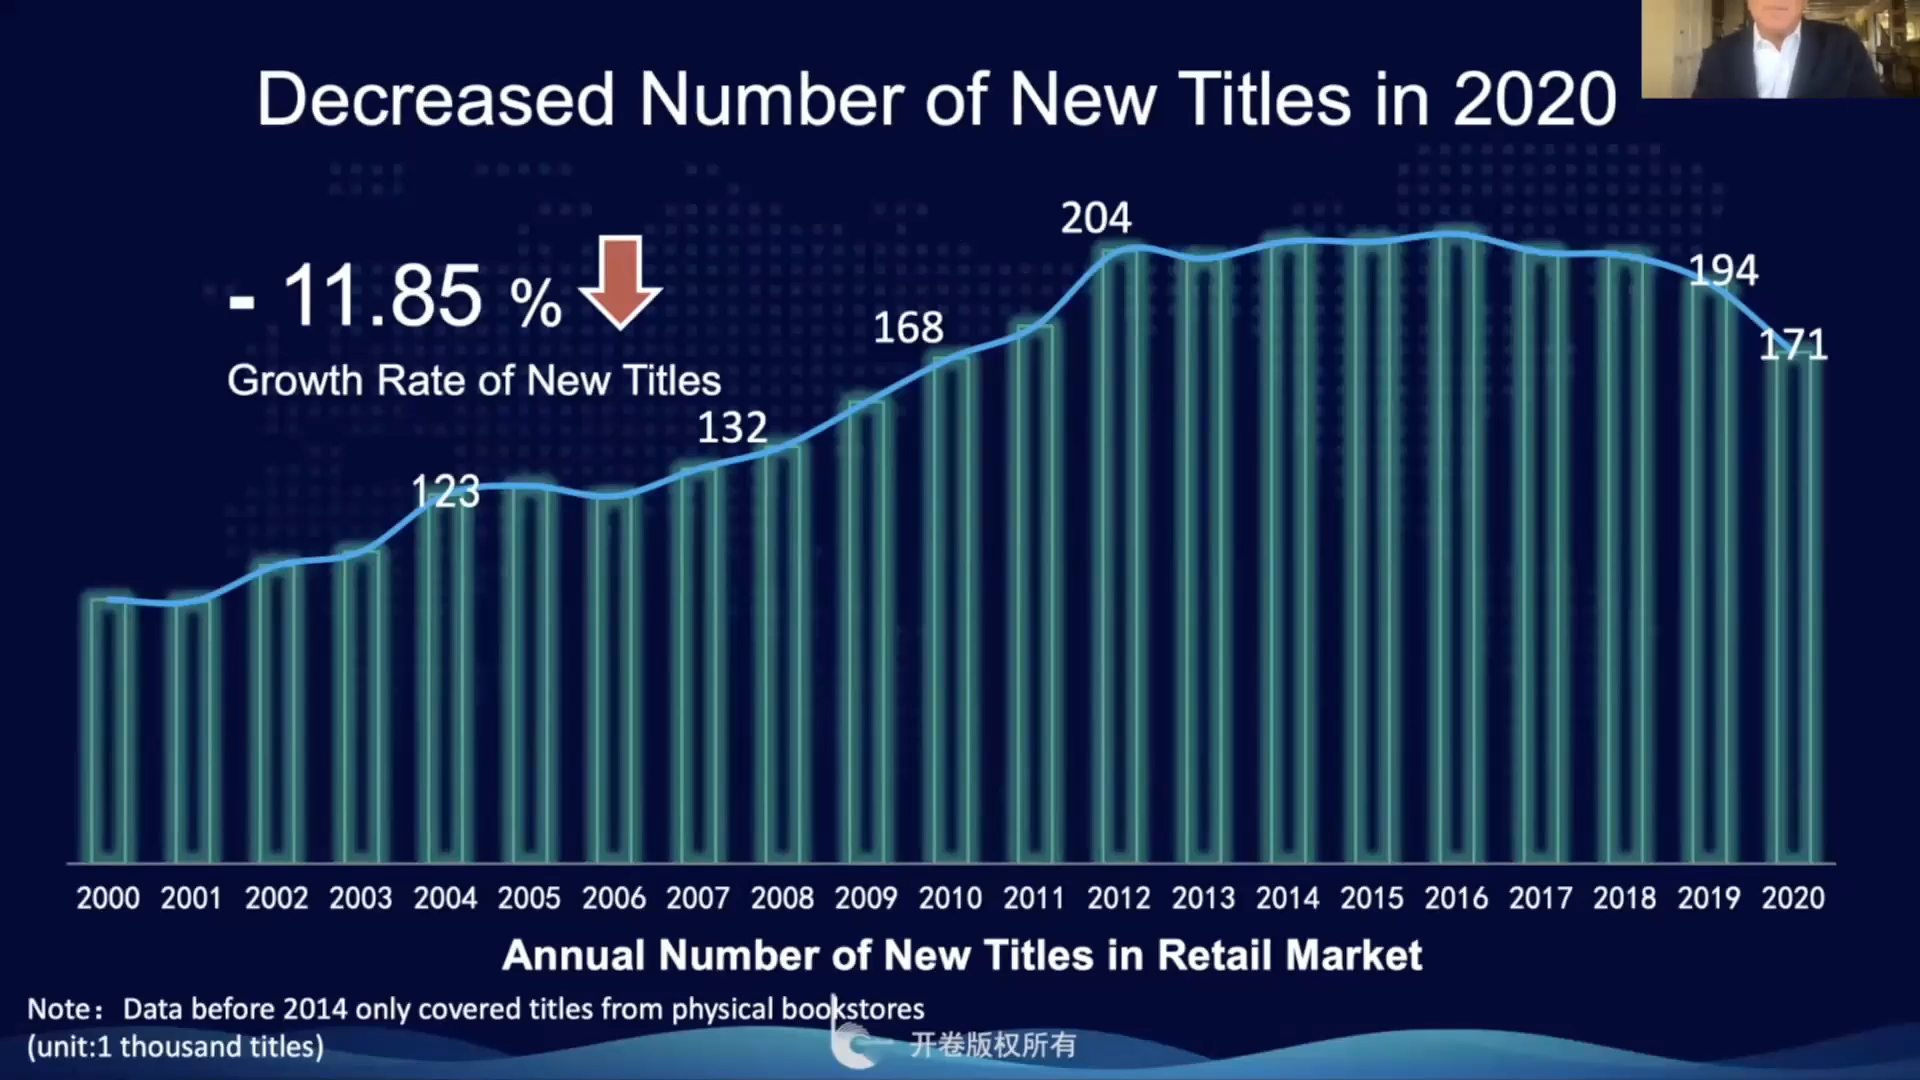 Decreased Number of New Titles in 2020
- 11.85 %
Growth Rate of New Titles
123
132
168
204
194
171
2000 2001 2002 2003 2004 2005 2006 2007 2008 2009 2010 2011 2012 2013 2014 2015 2016 2017 2018 2019 2020
Annual Number of New Titles in Retail Market
Note：Data before 2014 only covered titles from physical bookstores
(unit:1 thousand titles)
开卷版权所有